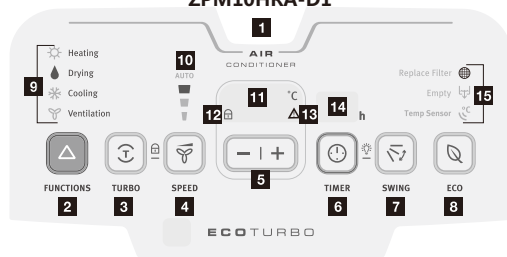 ZPM10HRA-D1
1
AIR
CONDITIONER
9
Heating
Drying
Cooling
Ventilation
10
AUTO
11
°C
12
13
14
h
Replace Filter
Empty
Temp Sensor
°C
15
− | +
T
FUNCTIONS
TURBO
SPEED
5
TIMER
SWING
ECO
2
3
4
6
7
8
ECOTURBO